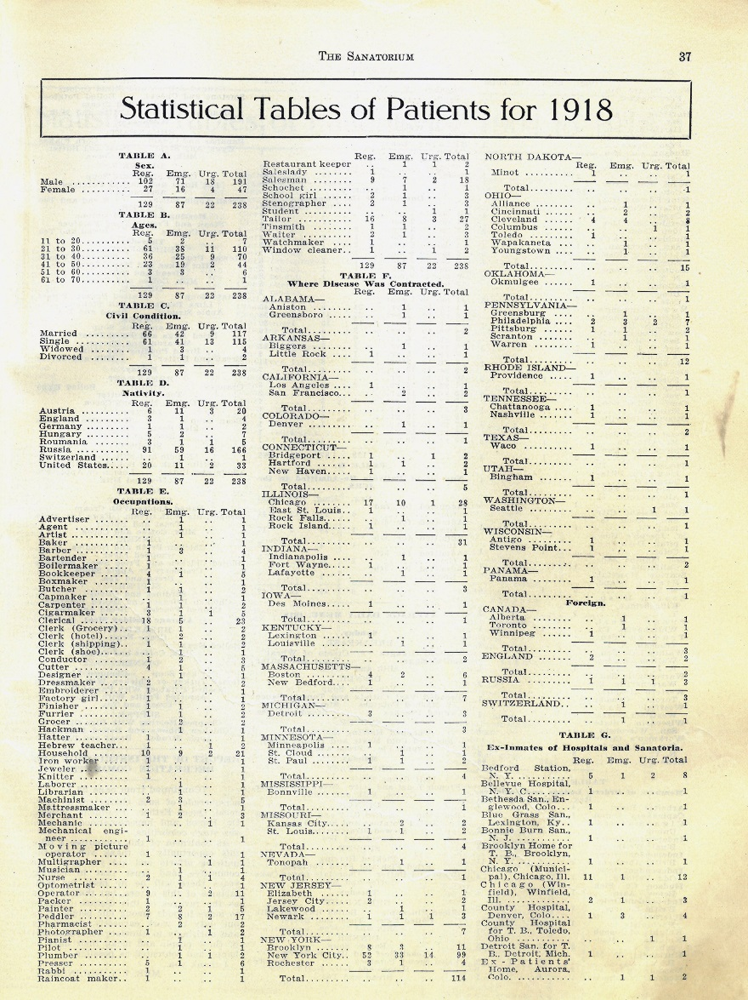 THE SANATORIUM 37
Statistical Tables of Patients for 1918
TABLE A.
Sex.
Reg. Emg. Urg. Total
Male ........... 102 71 18 191
Female .......... 27 16 4 47
129 87 22 238
TABLE B.
Ages.
Reg. Emg. Urg. Total
11 to 20.......... 5 2 .. 7
21 to 30.......... 61 38 11 110
31 to 40.......... 36 25 9 70
41 to 50.......... 23 19 2 44
51 to 60.......... 3 3 .. 6
61 to 70.......... 1 .. .. 1
129 87 22 238
TABLE C.
Civil Condition.
Reg. Emg. Urg. Total
Married .......... 66 42 9 117
Single ........... 61 41 13 115
Widowed .......... 1 3 .. 4
Divorced ......... 1 1 .. 2
129 87 22 238
TABLE D.
Nativity.
Reg. Emg. Urg. Total
Austria .......... 6 11 3 20
England .......... 3 1 .. 4
Germany .......... 1 1 .. 2
Hungary .......... 5 2 .. 7
Roumania ......... 3 1 1 5
Russia ........... 91 59 16 166
Switzerland ...... .. 1 .. 1
United States..... 20 11 2 33
129 87 22 238
TABLE E.
Occupations.
Reg. Emg. Urg. Total
Advertiser ....... .. 1 .. 1
Agent ............ .. 1 .. 1
Artist ........... .. 1 .. 1
Baker ............ 1 .. .. 1
Barber ........... 1 3 .. 4
Bartender ........ 1 .. .. 1
Boilermaker ...... 1 .. .. 1
Bookkeeper ....... 4 1 .. 5
Boxmaker ......... 1 .. .. 1
Butcher .......... 1 1 .. 2
Capmaker ......... .. 1 .. 1
Carpenter ........ 1 1 .. 2
Cigarmaker ....... 3 1 1 5
Clerical ......... 18 5 .. 23
Clerk (Grocery).. 1 1 .. 2
Clerk (hotel)..... .. 2 .. 2
Clerk (shipping).. 1 1 .. 2
Clerk (shoe)...... .. 1 .. 1
Conductor ........ 1 2 .. 3
Cutter ........... 4 1 .. 5
Designer ......... .. 1 .. 1
Dressmaker ....... 2 .. .. 2
Embroiderer ...... 1 .. .. 1
Factory girl...... 1 .. .. 1
Finisher ......... 1 1 .. 2
Furrier .......... 1 1 .. 2
Grocer ........... .. 2 .. 2
Hackman .......... .. 1 .. 1
Hatter ........... 1 .. .. 1
Hebrew teacher... 1 .. 1 2
Household ........ 10 9 2 21
Iron worker ...... 1 .. .. 1
Jeweler .......... 1 .. .. 1
Knitter .......... 1 .. .. 1
Laborer .......... .. 1 .. 1
Librarian ........ .. 1 .. 1
Machinist ........ 2 3 .. 5
Mattressmaker .... .. 1 .. 1
Merchant ......... 1 2 .. 3
Mechanic ......... .. .. 1 1
Mechanical engi-
neer ........... 1 .. .. 1
Moving picture
operator ....... 1 .. .. 1
Multigrapher ..... .. .. 1 1
Musician ......... .. 1 .. 1
Nurse ............ 2 1 1 4
Optometrist ...... .. 1 .. 1
Operator ......... 9 .. 2 11
Packer ........... 1 .. .. 1
Painter .......... 2 2 1 5
Peddler .......... 7 8 2 17
Pharmacist ....... .. 2 .. 2
Photographer ..... 1 .. 1 2
Pianist .......... .. 1 .. 1
Pilot ............ .. 1 .. 1
Plumber .......... .. 1 1 2
Presser .......... 5 1 .. 6
Rabbi ............ 1 .. .. 1
Raincoat maker.. 1 .. .. 1
Reg. Emg. Urg. Total
Restaurant keeper .. 1 1 2
Saleslady ........ 1 .. .. 1
Salesman ......... 9 7 2 18
Schochet ......... .. 1 .. 1
School girl ...... 2 1 .. 3
Stenographer ..... 2 1 .. 3
Student .......... .. .. 1 1
Tailor ........... 16 8 3 27
Tinsmith ......... 1 1 .. 2
Waiter ........... 2 1 .. 3
Watchmaker ....... .. 1 .. 1
Window cleaner.. 1 .. 1 2
129 87 22 238
TABLE F.
Where Disease Was Contracted.
Reg. Emg. Urg. Total
ALABAMA—
Aniston ........ .. 1 .. 1
Greensboro ..... .. 1 .. 1
Total.......... .. .. .. 2
ARKANSAS—
Biggers ........ .. 1 .. 1
Little Rock .... 1 .. .. 1
Total.......... .. .. .. 2
CALIFORNIA—
Los Angeles .... 1 .. .. 1
San Francisco... .. 2 .. 2
Total.......... .. .. .. 3
COLORADO—
Denver ......... .. 1 .. 1
Total.......... .. .. .. 1
CONNECTICUT—
Bridgeport ..... 1 .. 1 2
Hartford ....... 1 1 .. 2
New Haven..... 1 .. .. 1
Total.......... .. .. .. 5
ILLINOIS—
Chicago ........ 17 10 1 28
East St. Louis.. 1 .. .. 1
Rock Falls..... 1 .. .. 1
Rock Island.... 1 .. .. 1
Total.......... .. .. .. 31
INDIANA—
Indianapolis .... .. 1 .. 1
Fort Wayne..... 1 .. .. 1
Lafayette ...... .. 1 .. 1
Total.......... .. .. .. 3
IOWA—
Des Moines..... 1 .. .. 1
Total.......... .. .. .. 1
KENTUCKY—
Lexington ...... 1 .. .. 1
Louisville ..... .. 1 .. 1
Total.......... .. .. .. 2
MASSACHUSETTS—
Boston ......... 4 2 .. 6
New Bedford... 1 .. .. 1
Total.......... .. .. .. 7
MICHIGAN—
Detroit ........ 3 .. .. 3
Total.......... .. .. .. 3
MINNESOTA—
Minneapolis .... 1 .. .. 1
St. Cloud ...... .. 1 .. 1
St. Paul ....... 1 1 .. 2
Total.......... .. .. .. 4
MISSISSIPPI—
Bonnville ...... 1 .. .. 1
Total.......... .. .. .. 1
MISSOURI—
Kansas City..... .. 2 .. 2
St. Louis....... 1 1 .. 2
Total.......... .. .. .. 4
NEVADA—
Tonopah ........ .. 1 .. 1
Total.......... .. .. .. 1
NEW JERSEY—
Elizabeth ...... 1 .. .. 1
Jersey City..... 2 .. .. 2
Lakewood ....... .. 1 .. 1
Newark ......... 1 1 1 3
Total.......... .. .. .. 7
NEW YORK—
Brooklyn ....... 8 3 .. 11
New York City.. 52 33 14 99
Rochester ...... 3 1 .. 4
Total.......... 114
NORTH DAKOTA—
Reg. Emg. Urg. Total
Minot .......... 1 .. .. 1
Total.......... .. .. .. 1
OHIO—
Alliance ....... .. 1 .. 1
Cincinnati ..... .. 2 .. 2
Cleveland ...... 4 4 .. 8
Columbus ....... .. .. 1 1
Toledo ......... 1 .. .. 1
Wapakaneta ..... .. 1 .. 1
Youngstown .... .. 1 .. 1
Total.......... .. .. .. 15
OKLAHOMA—
Okmulgee ....... 1 .. .. 1
Total.......... .. .. .. 1
PENNSYLVANIA—
Greensburg ..... .. 1 .. 1
Philadelphia .... 2 3 2 7
Pittsburg ...... 1 1 .. 2
Scranton ....... .. 1 .. 1
Warren ......... 1 .. .. 1
Total.......... .. .. .. 12
RHODE ISLAND—
Providence ..... 1 .. .. 1
Total.......... .. .. .. 1
TENNESSEE—
Chattanooga .... 1 .. .. 1
Nashville ...... 1 .. .. 1
Total.......... .. .. .. 2
TEXAS—
Waco ........... 1 .. .. 1
Total.......... .. .. .. 1
UTAH—
Bingham ........ 1 .. .. 1
Total.......... .. .. .. 1
WASHINGTON—
Seattle ........ .. .. 1 1
Total.......... .. .. .. 1
WISCONSIN—
Antigo ......... 1 .. .. 1
Stevens Point... 1 .. .. 1
Total.......... .. .. .. 2
PANAMA—
Panama ......... 1 .. .. 1
Total.......... .. .. .. 1
Foreign.
CANADA—
Alberta ........ .. 1 .. 1
Toronto ........ .. 1 .. 1
Winnipeg ....... 1 .. .. 1
Total.......... .. .. .. 3
ENGLAND ........ 2 .. .. 2
Total.......... .. .. .. 2
RUSSIA ......... 1 1 1 3
Total.......... .. .. .. 3
SWITZERLAND.. .. 1 .. 1
Total.......... .. 1 .. 1
TABLE G.
Ex-Inmates of Hospitals and Sanatoria.
Reg. Emg. Urg. Total
Bedford Station,
N. Y. .......... 5 1 2 8
Bellevue Hospital,
N. Y. C......... 1 .. .. 1
Bethesda San., En-
glewood, Colo... 1 .. .. 1
Blue Grass San.,
Lexington, Ky.. 1 .. .. 1
Bonnie Burn San.,
N. J. .......... 1 .. .. 1
Brooklyn Home for
T. B., Brooklyn,
N. Y. .......... 1 .. .. 1
Chicago (Munici-
pal), Chicago, Ill. 11 1 .. 12
Chicago (Win-
field), Winfield,
Ill. ........... 2 1 .. 3
County Hospital,
Denver, Colo.... 1 3 .. 4
County Hospital
for T. B., Toledo,
Ohio ........... .. .. 1 1
Detroit San. for T.
B., Detroit, Mich. 1 .. .. 1
Ex-Patients'
Home, Aurora,
Colo. .......... .. 1 1 2